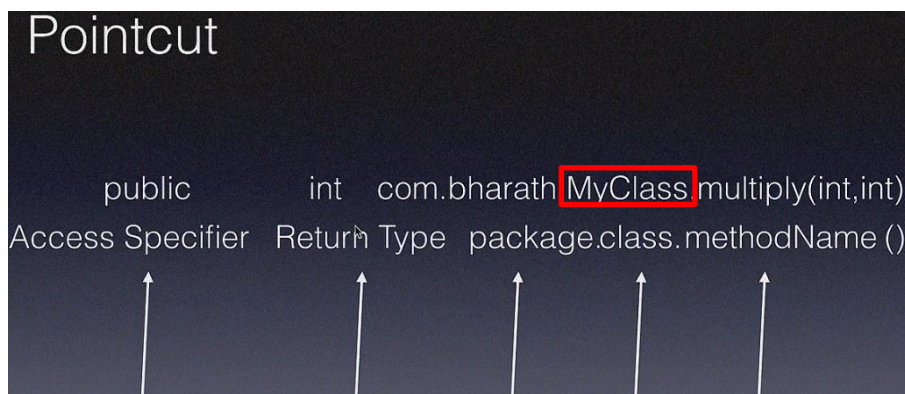 Pointcut
public int com.bharath.MyClass.multiply(int,int)
Access Specifier Return Type package.class.methodName ()